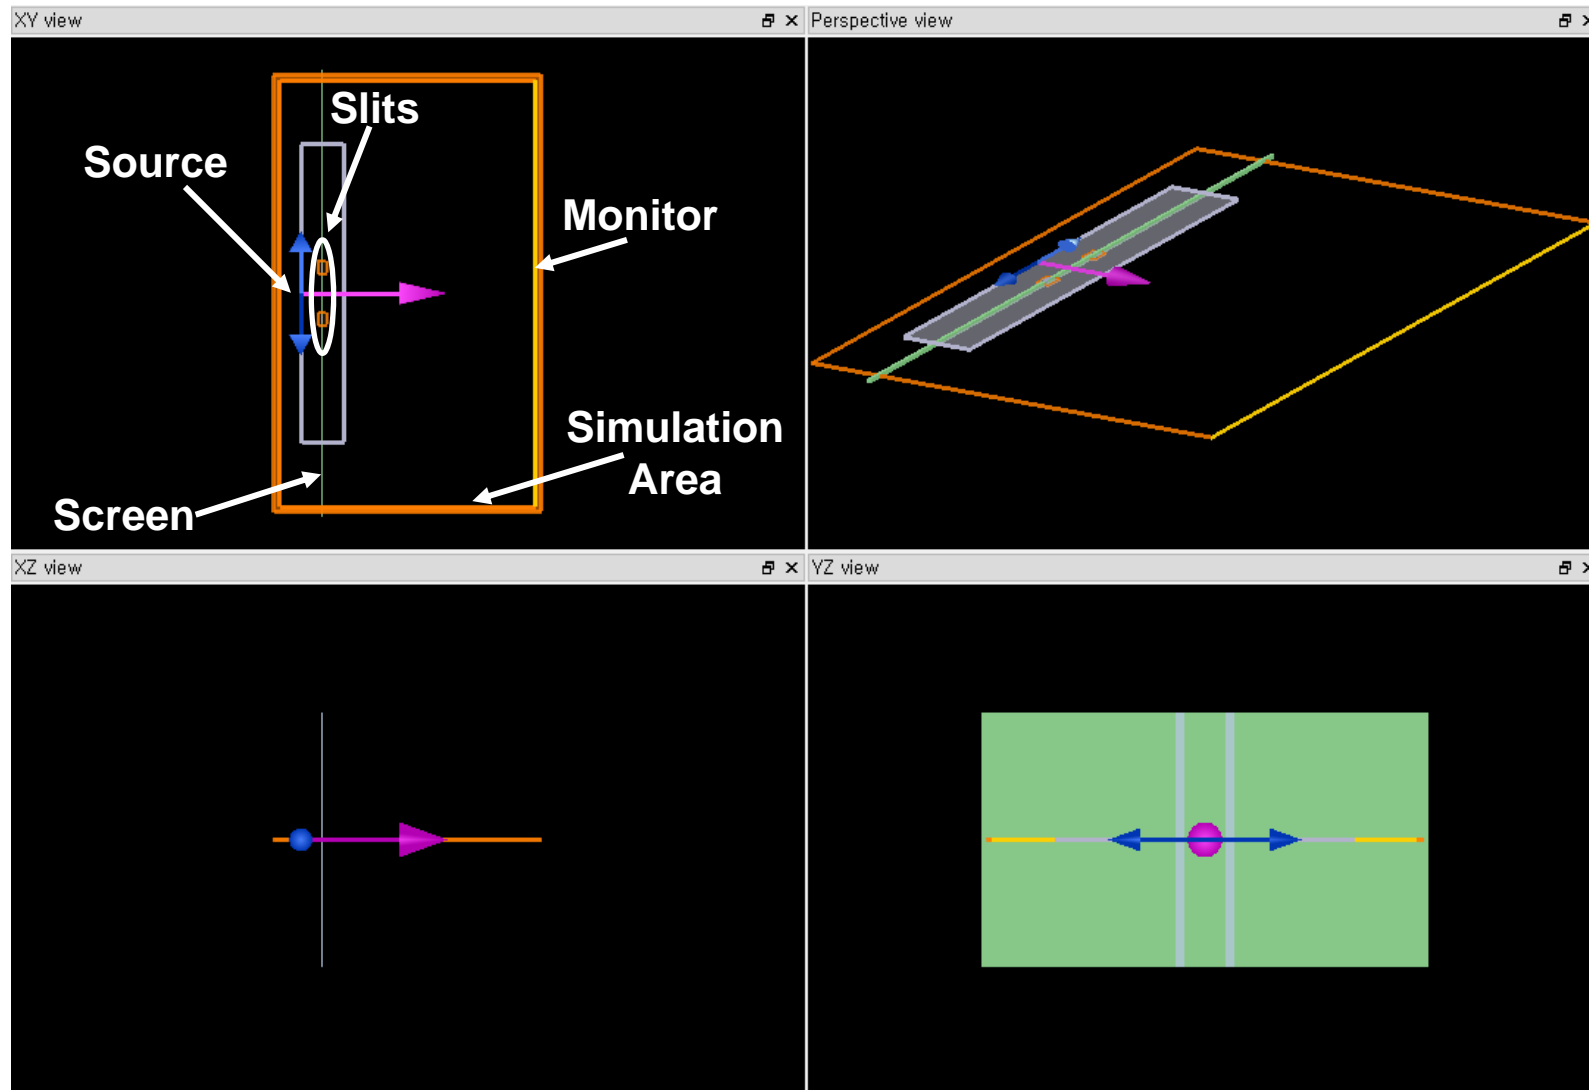 XY view
Perspective view
Slits
Source
Monitor
Simulation
Area
Screen
XZ view
YZ view